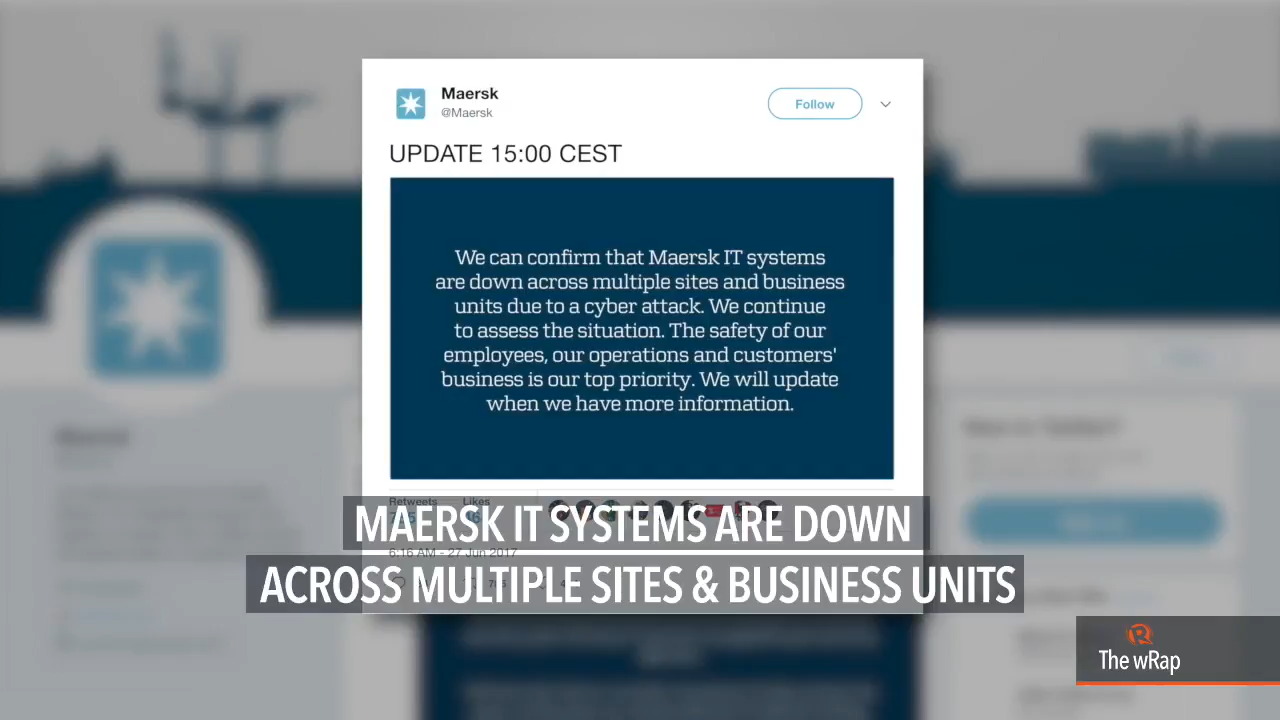 Maersk
@Maersk
Follow
UPDATE 15:00 CEST
We can confirm that Maersk IT systems
are down across multiple sites and business
units due to a cyber attack. We continue
to assess the situation. The safety of our
employees, our operations and customers'
business is our top priority. We will update
when we have more information.
Retweets Likes
MAERSK IT SYSTEMS ARE DOWN
6:16 AM - 27 Jun 2017
ACROSS MULTIPLE SITES & BUSINESS UNITS
The wRap